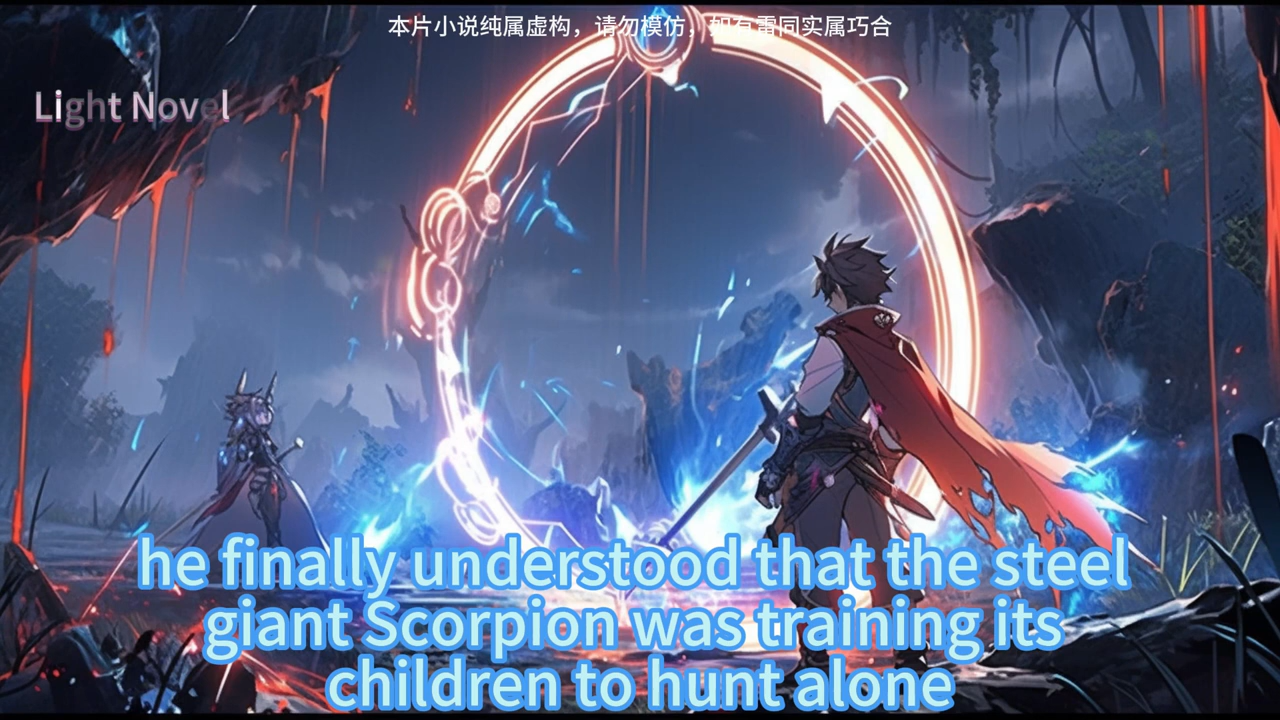 本片小说纯属虚构，请勿模仿，如有雷同实属巧合
Light Novel
he finally understood that the steel
giant Scorpion was training its
children to hunt alone